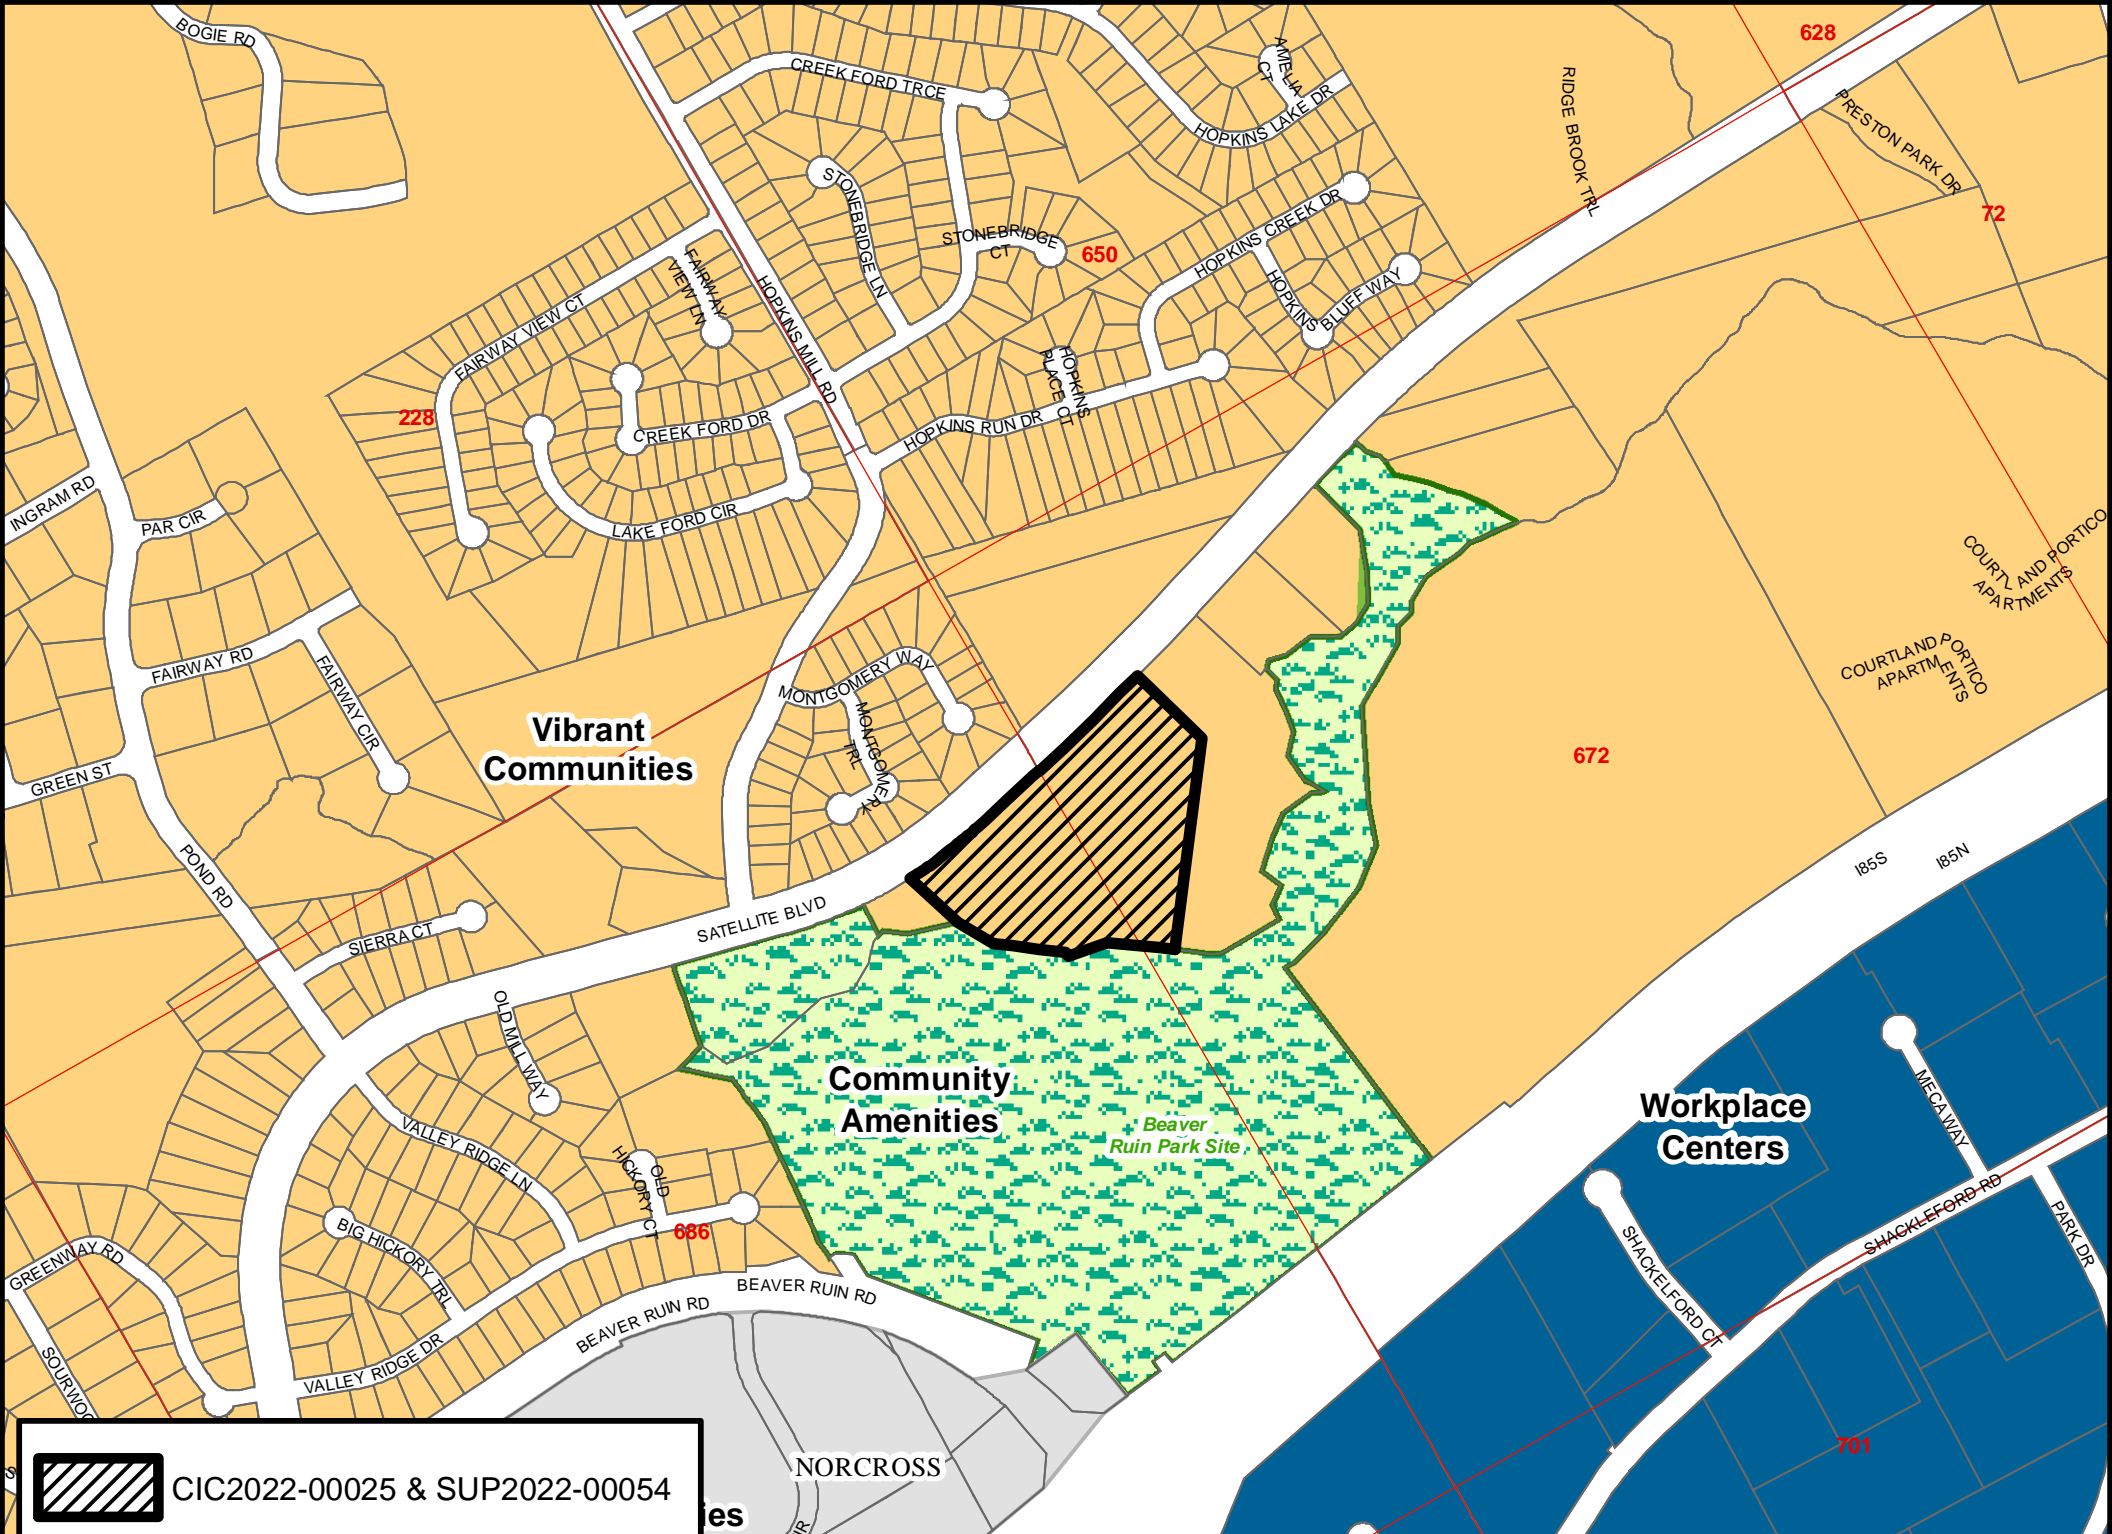 BOGIE RD
628
CREEK FORD TRCE
AMELIA
CT
HOPKINS LAKE DR
RIDGE BROOK TRL
PRESTON PARK DR
72
STONEBRIDGE LN
STONEBRIDGE
CT
650
HOPKINS CREEK DR
HOPKINS
BLUFF WAY
FAIRWAY
VIEW LN
HOPKINS MILL RD
FAIRWAY VIEW CT
228
CREEK FORD DR
HOPKINS
PLACE CT
HOPKINS RUN DR
INGRAM RD
PAR CIR
LAKE FORD CIR
COURTLAND PORTICO
APARTMENTS
FAIRWAY RD
FAIRWAY CIR
MONTGOMERY WAY
MONTGOMERY
TRL
COURTLAND PORTICO
APARTMENTS
Vibrant
Communities
672
GREEN ST
POND RD
I85S
I85N
SATELLITE BLVD
SIERRA CT
OLD MILL WAY
Community
Amenities
Beaver
Ruin Park Site
Workplace
Centers
MECA WAY
VALLEY RIDGE LN
OLD
HICKORY CT
686
BIG HICKORY TRL
GREENWAY RD
SHACKLEFORD RD
PARK DR
SHACKELFORD CT
BEAVER RUIN RD
BEAVER RUIN RD
VALLEY RIDGE DR
SOURWOO
701
NORCROSS
CIC2022-00025 & SUP2022-00054
ies